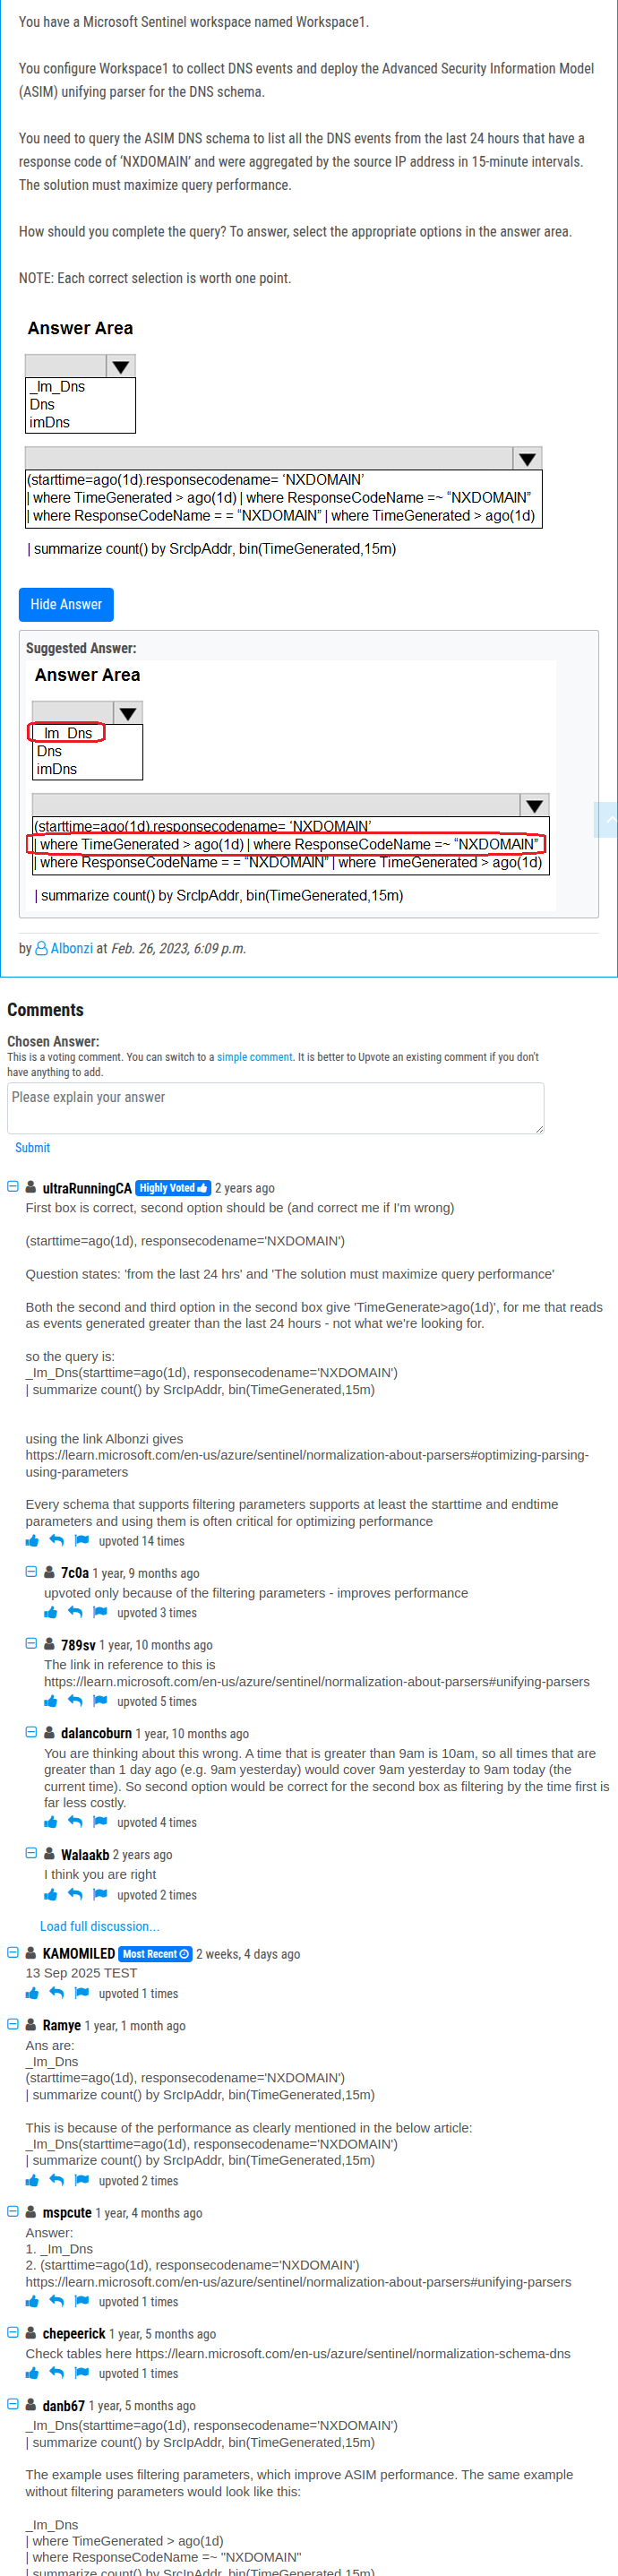 You have a Microsoft Sentinel workspace named Workspace1.
You configure Workspace1 to collect DNS events and deploy the Advanced Security Information Model
(ASIM) unifying parser for the DNS schema.
You need to query the ASIM DNS schema to list all the DNS events from the last 24 hours that have a
response code of ‘NXDOMAIN’ and were aggregated by the source IP address in 15-minute intervals.
The solution must maximize query performance.
How should you complete the query? To answer, select the appropriate options in the answer area.
NOTE: Each correct selection is worth one point.
Answer Area
_Im_Dns
Dns
imDns
(starttime=ago(1d).responsecodename= ‘NXDOMAIN’
| where TimeGenerated > ago(1d) | where ResponseCodeName =~ “NXDOMAIN”
| where ResponseCodeName = = “NXDOMAIN” | where TimeGenerated > ago(1d)
| summarize count() by SrcIpAddr, bin(TimeGenerated,15m)
Hide Answer
Suggested Answer:
Answer Area
_Im_Dns
Dns
imDns
(starttime=ago(1d).responsecodename= ‘NXDOMAIN’
| where TimeGenerated > ago(1d) | where ResponseCodeName =~ “NXDOMAIN”
| where ResponseCodeName = = “NXDOMAIN” | where TimeGenerated > ago(1d)
| summarize count() by SrcIpAddr, bin(TimeGenerated,15m)
by Albonzi at Feb. 26, 2023, 6:09 p.m.
Comments
Chosen Answer:
This is a voting comment. You can switch to a simple comment. It is better to Upvote an existing comment if you don't
have anything to add.
Please explain your answer
Submit
ultraRunningCA Highly Voted 2 years ago
First box is correct, second option should be (and correct me if I'm wrong)
(starttime=ago(1d), responsecodename='NXDOMAIN')
Question states: 'from the last 24 hrs' and 'The solution must maximize query performance'
Both the second and third option in the second box give 'TimeGenerate>ago(1d)', for me that reads
as events generated greater than the last 24 hours - not what we're looking for.
so the query is:
_Im_Dns(starttime=ago(1d), responsecodename='NXDOMAIN')
| summarize count() by SrcIpAddr, bin(TimeGenerated,15m)
using the link Albonzi gives
https://learn.microsoft.com/en-us/azure/sentinel/normalization-about-parsers#optimizing-parsing-
using-parameters
Every schema that supports filtering parameters supports at least the starttime and endtime
parameters and using them is often critical for optimizing performance
upvoted 14 times
7c0a 1 year, 9 months ago
upvoted only because of the filtering parameters - improves performance
upvoted 3 times
789sv 1 year, 10 months ago
The link in reference to this is
https://learn.microsoft.com/en-us/azure/sentinel/normalization-about-parsers#unifying-parsers
upvoted 5 times
dalancoburn 1 year, 10 months ago
You are thinking about this wrong. A time that is greater than 9am is 10am, so all times that are
greater than 1 day ago (e.g. 9am yesterday) would cover 9am yesterday to 9am today (the
current time). So second option would be correct for the second box as filtering by the time first is
far less costly.
upvoted 4 times
Walaakb 2 years ago
I think you are right
upvoted 2 times
Load full discussion...
KAMOMILED Most Recent 2 weeks, 4 days ago
13 Sep 2025 TEST
upvoted 1 times
Ramye 1 year, 1 month ago
Ans are:
_Im_Dns
(starttime=ago(1d), responsecodename='NXDOMAIN')
| summarize count() by SrcIpAddr, bin(TimeGenerated,15m)
This is because of the performance as clearly mentioned in the below article:
_Im_Dns(starttime=ago(1d), responsecodename='NXDOMAIN')
| summarize count() by SrcIpAddr, bin(TimeGenerated,15m)
upvoted 2 times
mspcute 1 year, 4 months ago
Answer:
1. _Im_Dns
2. (starttime=ago(1d), responsecodename='NXDOMAIN')
https://learn.microsoft.com/en-us/azure/sentinel/normalization-about-parsers#unifying-parsers
upvoted 1 times
chepeerick 1 year, 5 months ago
Check tables here https://learn.microsoft.com/en-us/azure/sentinel/normalization-schema-dns
upvoted 1 times
danb67 1 year, 5 months ago
_Im_Dns(starttime=ago(1d), responsecodename='NXDOMAIN')
| summarize count() by SrcIpAddr, bin(TimeGenerated,15m)
The example uses filtering parameters, which improve ASIM performance. The same example
without filtering parameters would look like this:
_Im_Dns
| where TimeGenerated > ago(1d)
| where ResponseCodeName =~ "NXDOMAIN"
| summarize count() by SrcIpAddr, bin(TimeGenerated,15m)